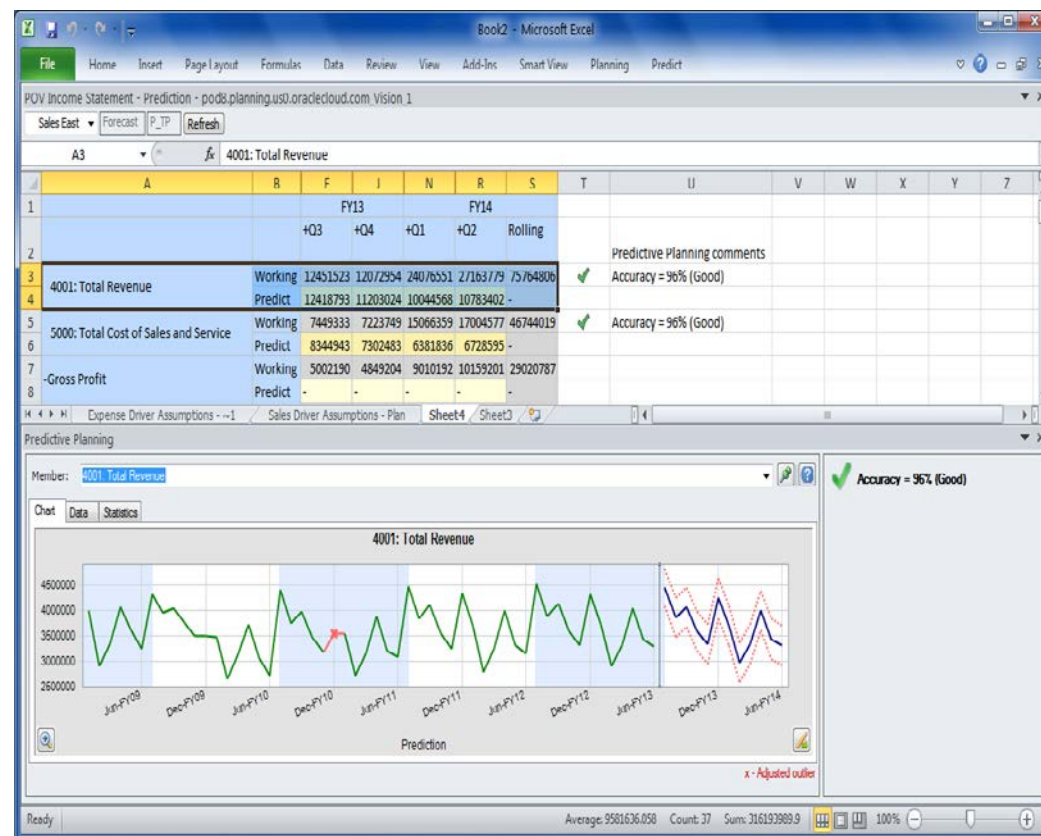 Book2 - Microsoft Excel
File Home Insert Page Layout Formulas Data Review View Add-Ins Smart View Planning Predict
POV Income Statement - Prediction - pod8.planning.us0.oraclecloud.com_Vision_1
Sales East Forecast P_TP Refresh
A3 fx 4001: Total Revenue
A B F J N R S T U V W X Y Z
1 FY13 FY14
2 +Q3 +Q4 +Q1 +Q2 Rolling Predictive Planning comments
3 4001: Total Revenue Working 12451523 12072954 24076551 27163779 75764806 Accuracy = 96% (Good)
4 Predict 12418793 11203024 10044568 10783402 -
5 5000: Total Cost of Sales and Service Working 7449333 7223749 15066359 17004577 46744019 Accuracy = 96% (Good)
6 Predict 8344943 7302483 6381836 6728595 -
7 -Gross Profit Working 5002190 4849204 9010192 10159201 29020787
8 Predict - - - - -
Expense Driver Assumptions - ~1 Sales Driver Assumptions - Plan Sheet4 Sheet3
Predictive Planning
Member: 4001: Total Revenue
Accuracy = 96% (Good)
Chart Data Statistics
4001: Total Revenue
4500000
4000000
3500000
3000000
2600000
Jun-FY09 Dec-FY09 Jun-FY10 Dec-FY10 Jun-FY11 Dec-FY11 Jun-FY12 Dec-FY12 Jun-FY13 Dec-FY13 Jun-FY14
Prediction
x - Adjusted outlier
Ready Average: 9581636.058 Count: 37 Sum: 316193989.9 100%